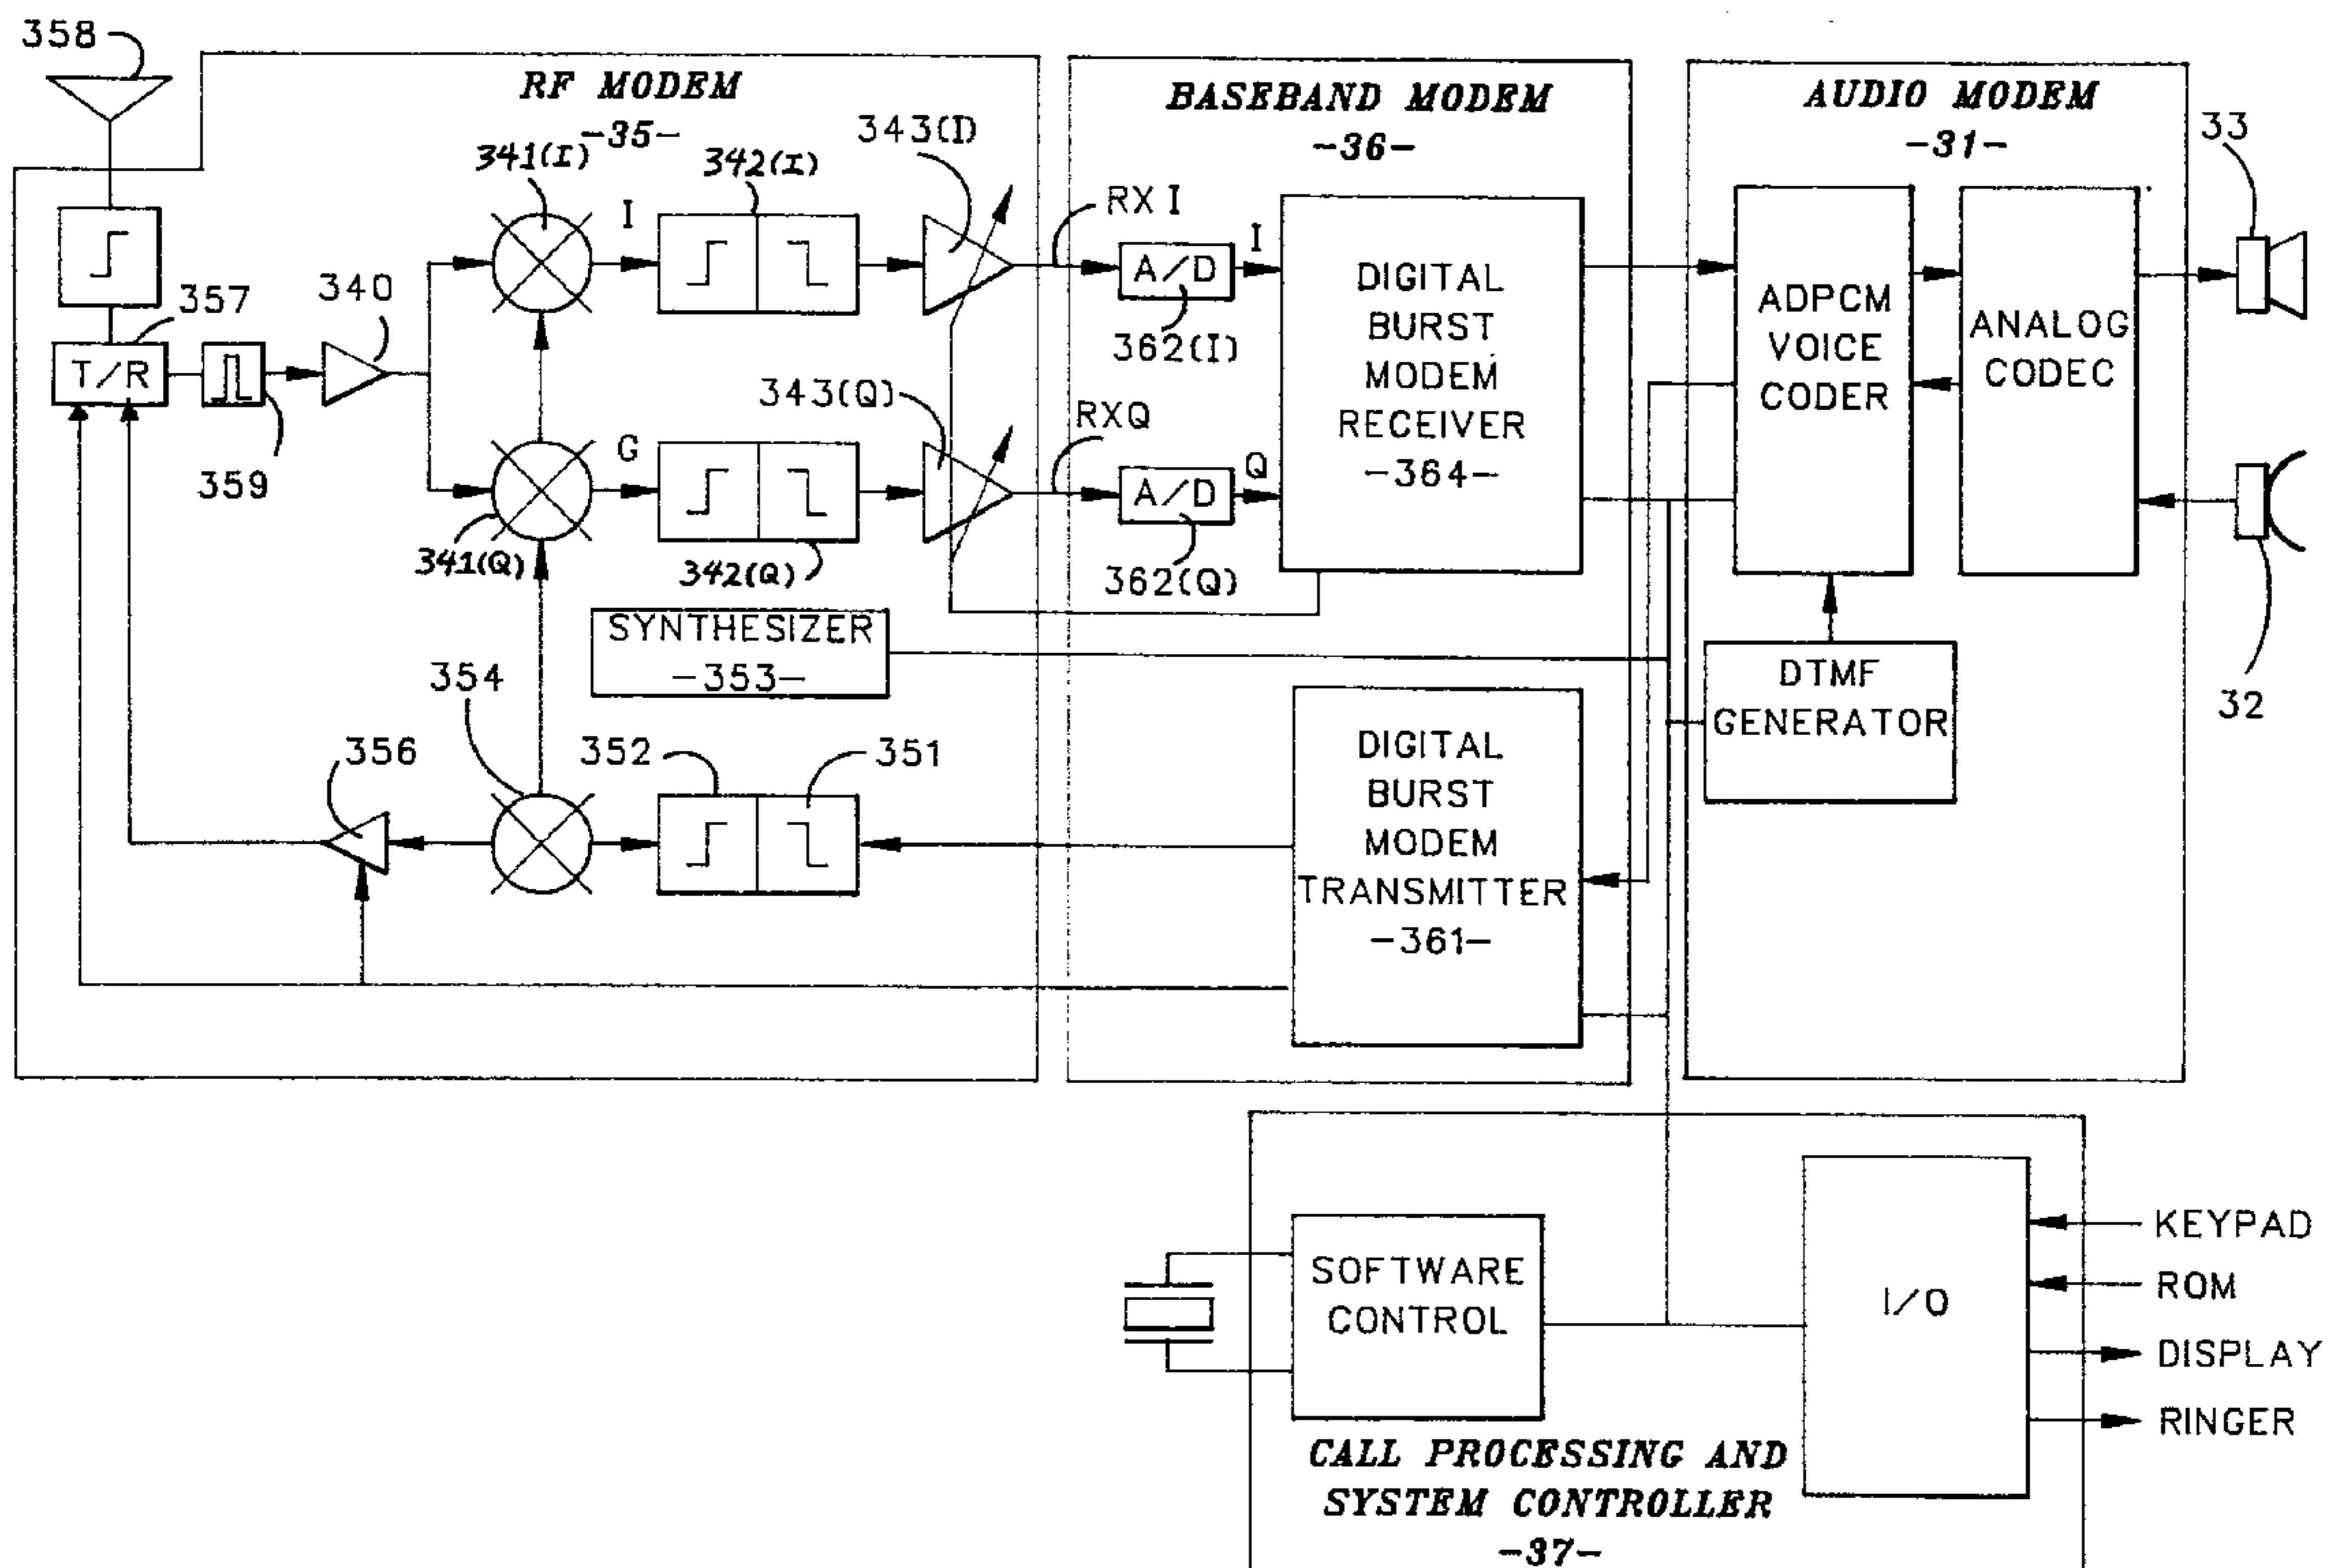 358
RF MODEM
-35-
341(I)
342(I)
343(I)
I
357
T/R
340
359
343(Q)
G
341(Q)
342(Q)
SYNTHESIZER
-353-
354
356
352
351
BASEBAND MODEM
-36-
RX I
A/D
I
362(I)
RXQ
A/D
Q
362(Q)
DIGITAL
BURST
MODEM
RECEIVER
-364-
DIGITAL
BURST
MODEM
TRANSMITTER
-361-
AUDIO MODEM
-31-
ADPCM
VOICE
CODER
ANALOG
CODEC
DTMF
GENERATOR
33
32
SOFTWARE
CONTROL
I/O
KEYPAD
ROM
DISPLAY
RINGER
CALL PROCESSING AND
SYSTEM CONTROLLER
-37-